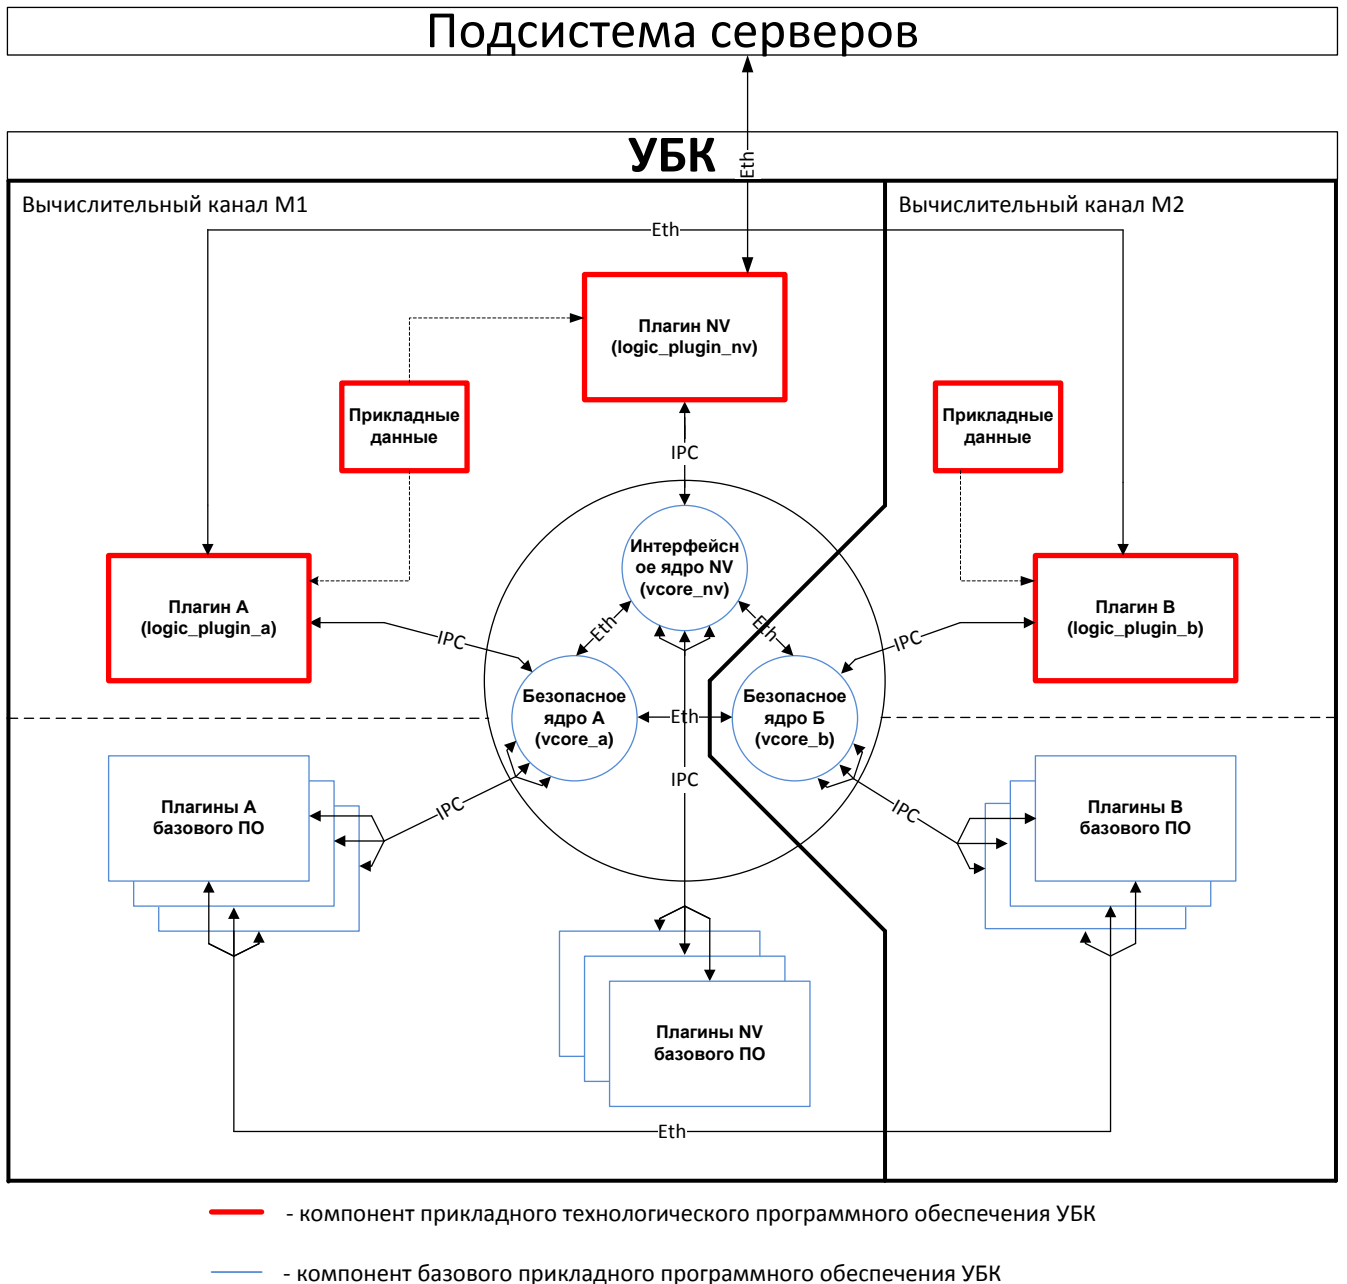 Подсистема серверов
УБК
Eth
Вычислительный канал М1
Вычислительный канал М2
Eth
Плагин NV
(logic_plugin_nv)
Прикладные
данные
Прикладные
данные
IPC
Интерфейсн
ое ядро NV
(vcore_nv)
Плагин А
(logic_plugin_a)
Плагин В
(logic_plugin_b)
Eth
Eth
IPC
IPC
Безопасное
ядро А
(vcore_a)
Eth
Безопасное
ядро Б
(vcore_b)
IPC
Плагины А
базового ПО
IPC
IPC
Плагины В
базового ПО
Плагины NV
базового ПО
Eth
- компонент прикладного технологического программного обеспечения УБК
- компонент базового прикладного программного обеспечения УБК